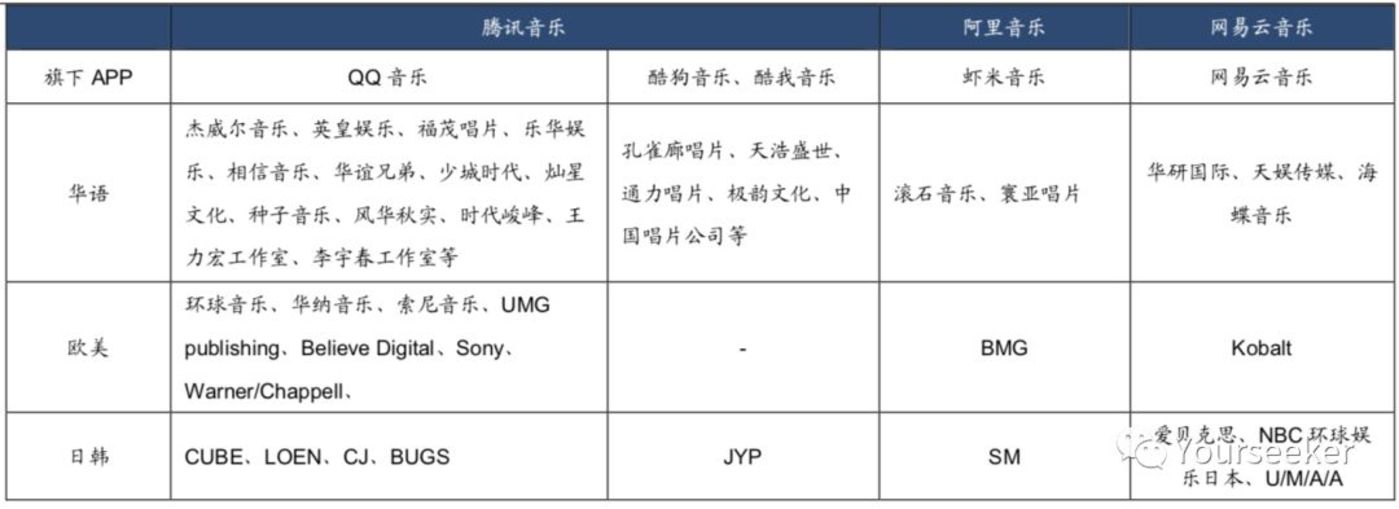 腾讯音乐
阿里音乐
网易云音乐
旗下 APP
QQ 音乐
酷狗音乐、酷我音乐
虾米音乐
网易云音乐
华语
杰威尔音乐、英皇娱乐、福茂唱片、乐华娱
乐、相信音乐、华谊兄弟、少城时代、灿星
文化、种子音乐、风华秋实、时代峻峰、王
力宏工作室、李宇春工作室等
孔雀廊唱片、天浩盛世、
通力唱片、极韵文化、中
国唱片公司等
滚石音乐、寰亚唱片
华研国际、天娱传媒、海
蝶音乐
欧美
环球音乐、华纳音乐、索尼音乐、UMG
publishing、Believe Digital、Sony、
Warner/Chappell、
-
BMG
Kobalt
日韩
CUBE、LOEN、CJ、BUGS
JYP
SM
爱贝克思、NBC 环球娱
乐日本、U/M/A/A
Yourseeker